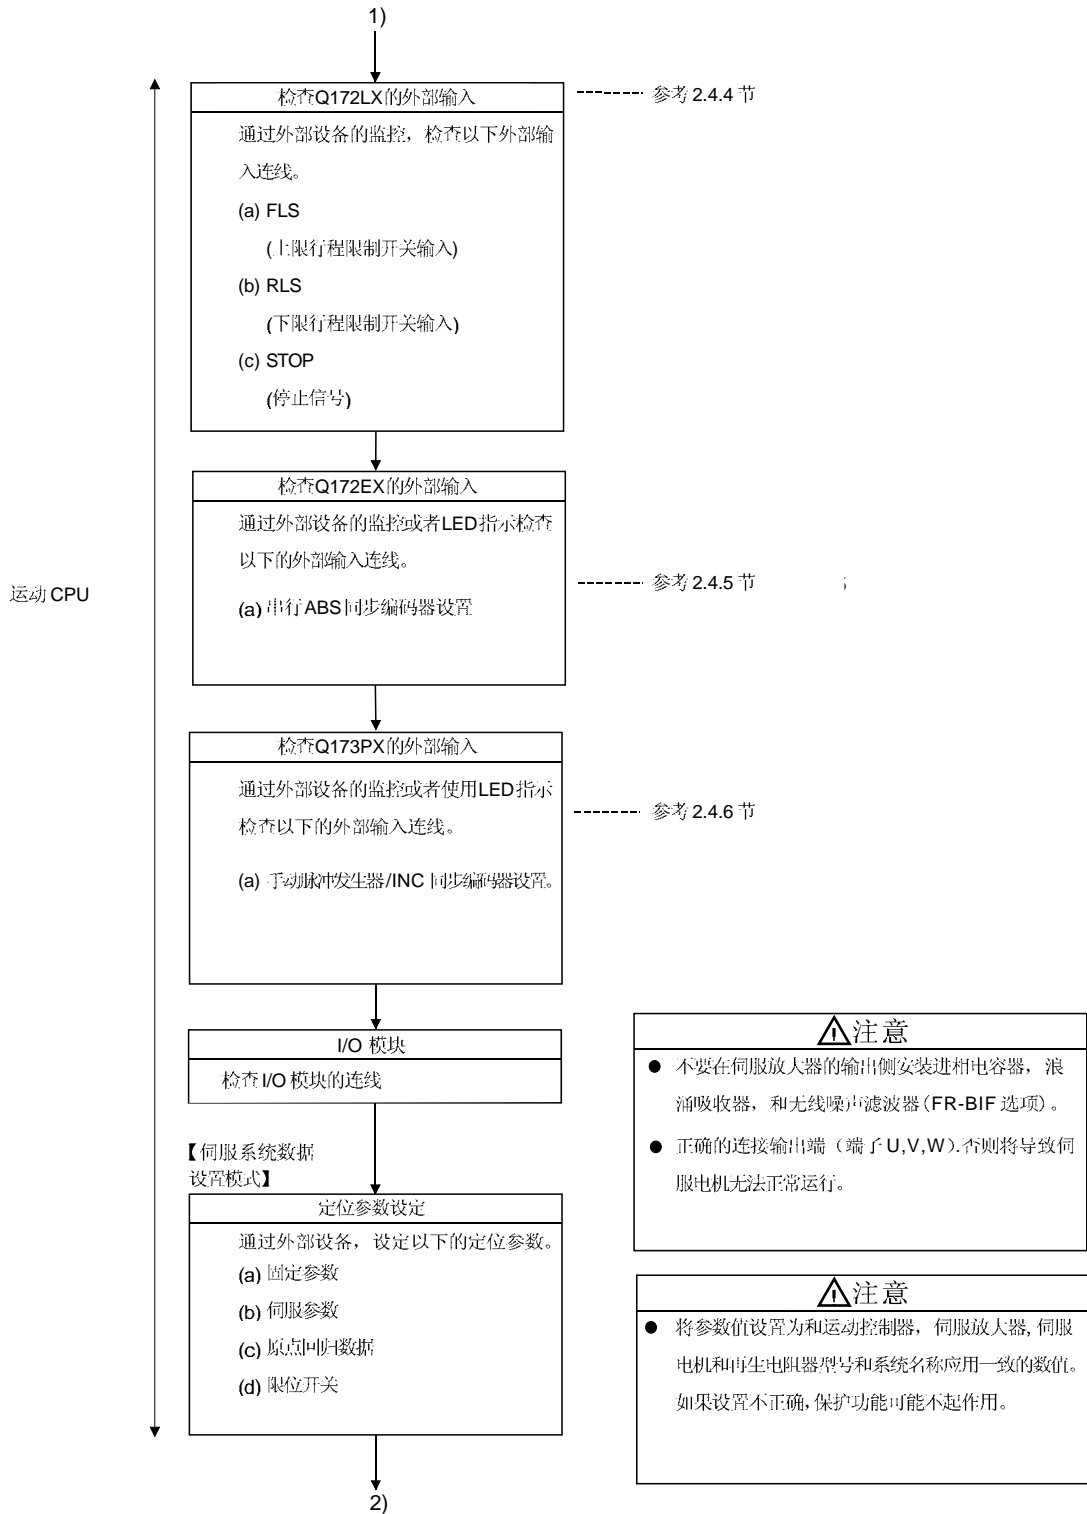 1)
检查Q172LX的外部输入
参考 2.4.4 节
通过外部设备的监控，检查以下外部输
入连线。
(a) FLS
(上限行程限制开关输入)
(b) RLS
(下限行程限制开关输入)
(c) STOP
(停止信号)
检查Q172EX的外部输入
通过外部设备的监控或者LED指示检查
以下的外部输入连线。
参考 2.4.5 节
(a) 串行ABS同步编码器设置
运动 CPU
检查Q173PX的外部输入
通过外部设备的监控或者使用LED指示
检查以下的外部输入连线。
参考 2.4.6 节
(a) 手动脉冲发生器/INC 同步编码器设置。
I/O 模块
检查 I/O 模块的连线
【伺服系统数据
设置模式】
定位参数设定
通过外部设备，设定以下的定位参数。
(a) 固定参数
(b) 伺服参数
(c) 原点回归数据
(d) 限位开关
2)
注意
● 不要在伺服放大器的输出侧安装进相电容器，浪
涌吸收器，和无线噪声滤波器(FR-BIF 选项)。
● 正确的连接输出端（端子 U,V,W).否则将导致伺
服电机无法正常运行。
注意
● 将参数值设置为和运动控制器，伺服放大器,伺服
电机和再生电阻器型号和系统名称应用一致的数值。
如果设置不正确,保护功能可能不起作用。